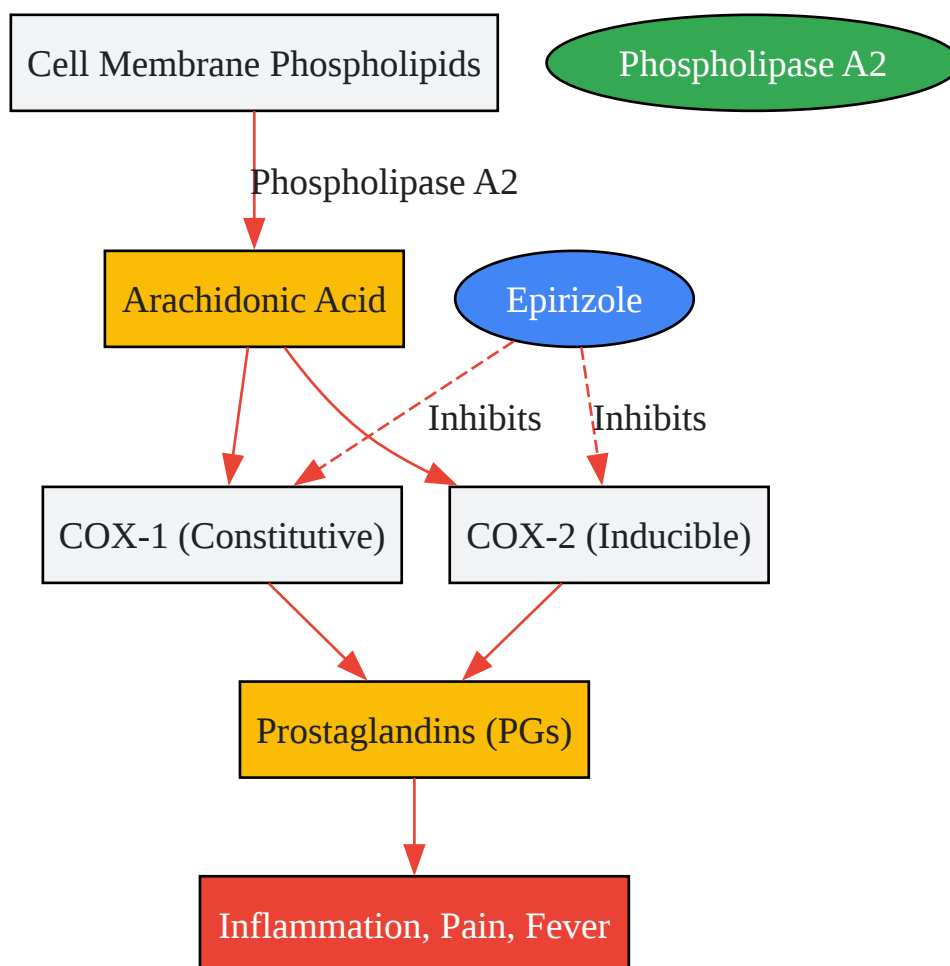 Cell Membrane Phospholipids
Phospholipase A2
Phospholipase A2
Arachidonic Acid
Epirizole
Inhibits
Inhibits
COX-1 (Constitutive)
COX-2 (Inducible)
Prostaglandins (PGs)
Inflammation, Pain, Fever